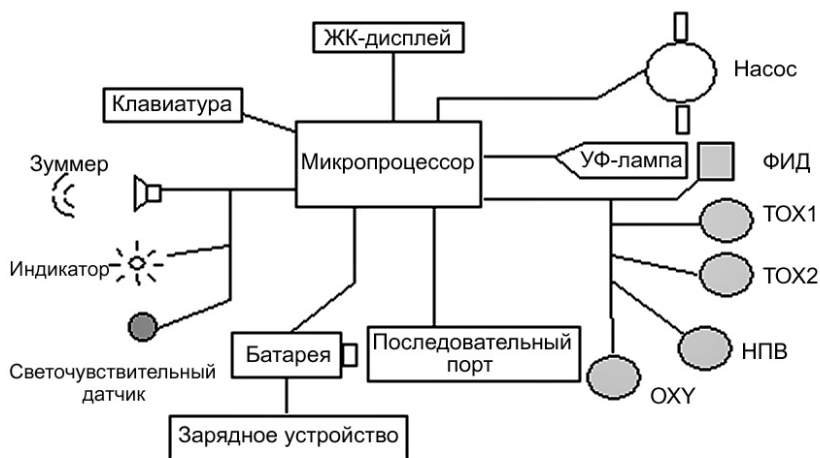 ЖК-дисплей
Насос
Клавиатура
Микропроцессор
УФ-лампа
ФИД
Зуммер
TOX1
Индикатор
TOX2
Батарея
Последовательный
порт
НПВ
Светочувствительный
датчик
OXY
Зарядное устройство